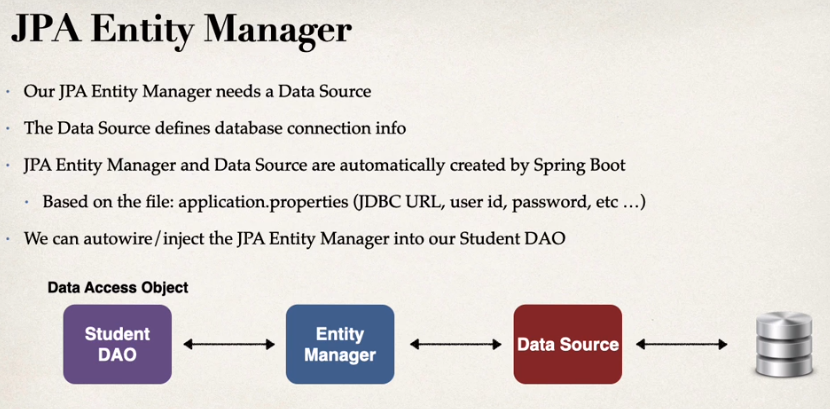 JPA Entity Manager
· Our JPA Entity Manager needs a Data Source
· The Data Source defines database connection info
· JPA Entity Manager and Data Source are automatically created by Spring Boot
· Based on the file: application.properties (JDBC URL, user id, password, etc …)
· We can autowire/inject the JPA Entity Manager into our Student DAO
Data Access Object
Student
DAO
Entity
Manager
Data Source